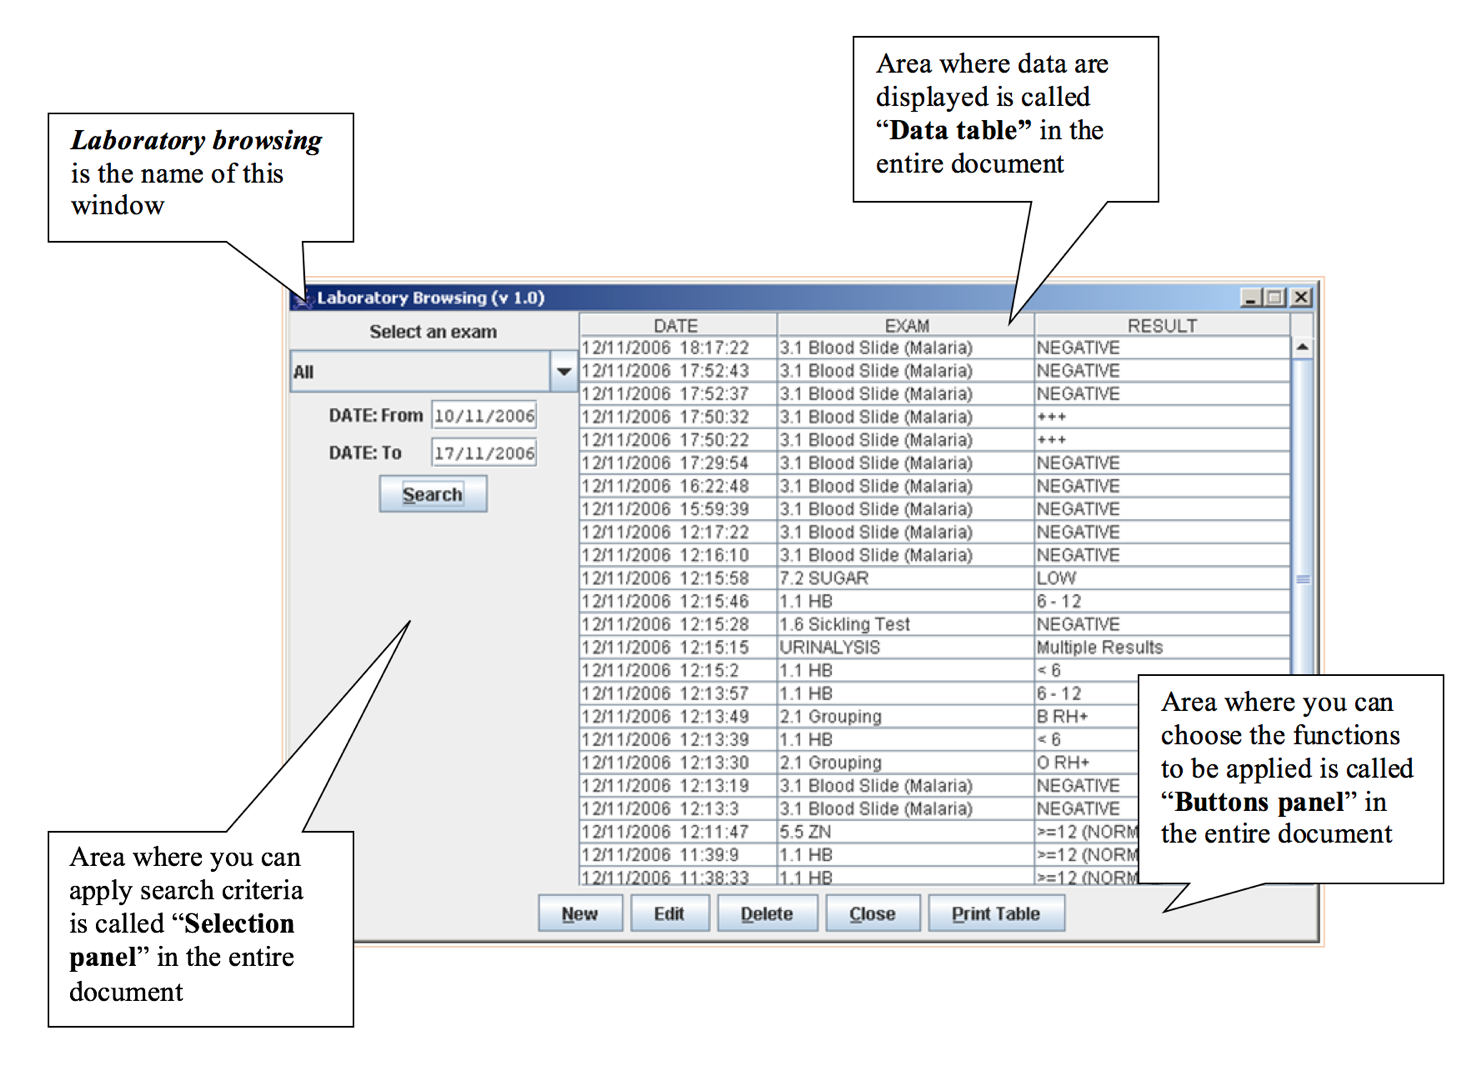 Area where data are
displayed is called
“Data table” in the
entire document
Laboratory browsing
is the name of this
window
Laboratory Browsing (v 1.0)
Select an exam
All
DATE: From 10/11/2006
DATE: To 17/11/2006
Search
DATE EXAM RESULT
12/11/2006 18:17:22 3.1 Blood Slide (Malaria) NEGATIVE
12/11/2006 17:52:43 3.1 Blood Slide (Malaria) NEGATIVE
12/11/2006 17:52:37 3.1 Blood Slide (Malaria) NEGATIVE
12/11/2006 17:50:32 3.1 Blood Slide (Malaria) +++
12/11/2006 17:50:22 3.1 Blood Slide (Malaria) +++
12/11/2006 17:29:54 3.1 Blood Slide (Malaria) NEGATIVE
12/11/2006 16:22:48 3.1 Blood Slide (Malaria) NEGATIVE
12/11/2006 15:59:39 3.1 Blood Slide (Malaria) NEGATIVE
12/11/2006 12:17:22 3.1 Blood Slide (Malaria) NEGATIVE
12/11/2006 12:16:10 3.1 Blood Slide (Malaria) NEGATIVE
12/11/2006 12:15:58 7.2 SUGAR LOW
12/11/2006 12:15:46 1.1 HB 6 - 12
12/11/2006 12:15:28 1.6 Sickling Test NEGATIVE
12/11/2006 12:15:15 URINALYSIS Multiple Results
12/11/2006 12:15:2 1.1 HB < 6
12/11/2006 12:13:57 1.1 HB 6 - 12
12/11/2006 12:13:49 2.1 Grouping B RH+
12/11/2006 12:13:39 1.1 HB < 6
12/11/2006 12:13:30 2.1 Grouping O RH+
12/11/2006 12:13:19 3.1 Blood Slide (Malaria) NEGATIVE
12/11/2006 12:13:3 3.1 Blood Slide (Malaria) NEGATIVE
12/11/2006 12:11:47 5.5 ZN >=12 (NORM
12/11/2006 11:39:9 1.1 HB >=12 (NORM
12/11/2006 11:38:33 1.1 HB >=12 (NORM
New Edit Delete Close Print Table
Area where you can
choose the functions
to be applied is called
“Buttons panel” in
the entire document
Area where you can
apply search criteria
is called “Selection
panel” in the entire
document